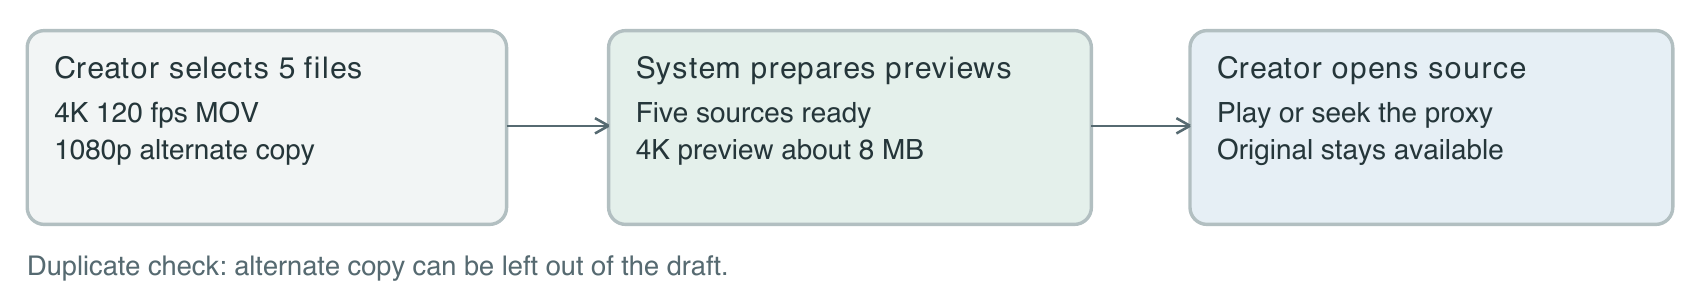 Creator selects 5 files
4K 120 fps MOV
1080p alternate copy
System prepares previews
Five sources ready
4K preview about 8 MB
Creator opens source
Play or seek the proxy
Original stays available
Duplicate check: alternate copy can be left out of the draft.